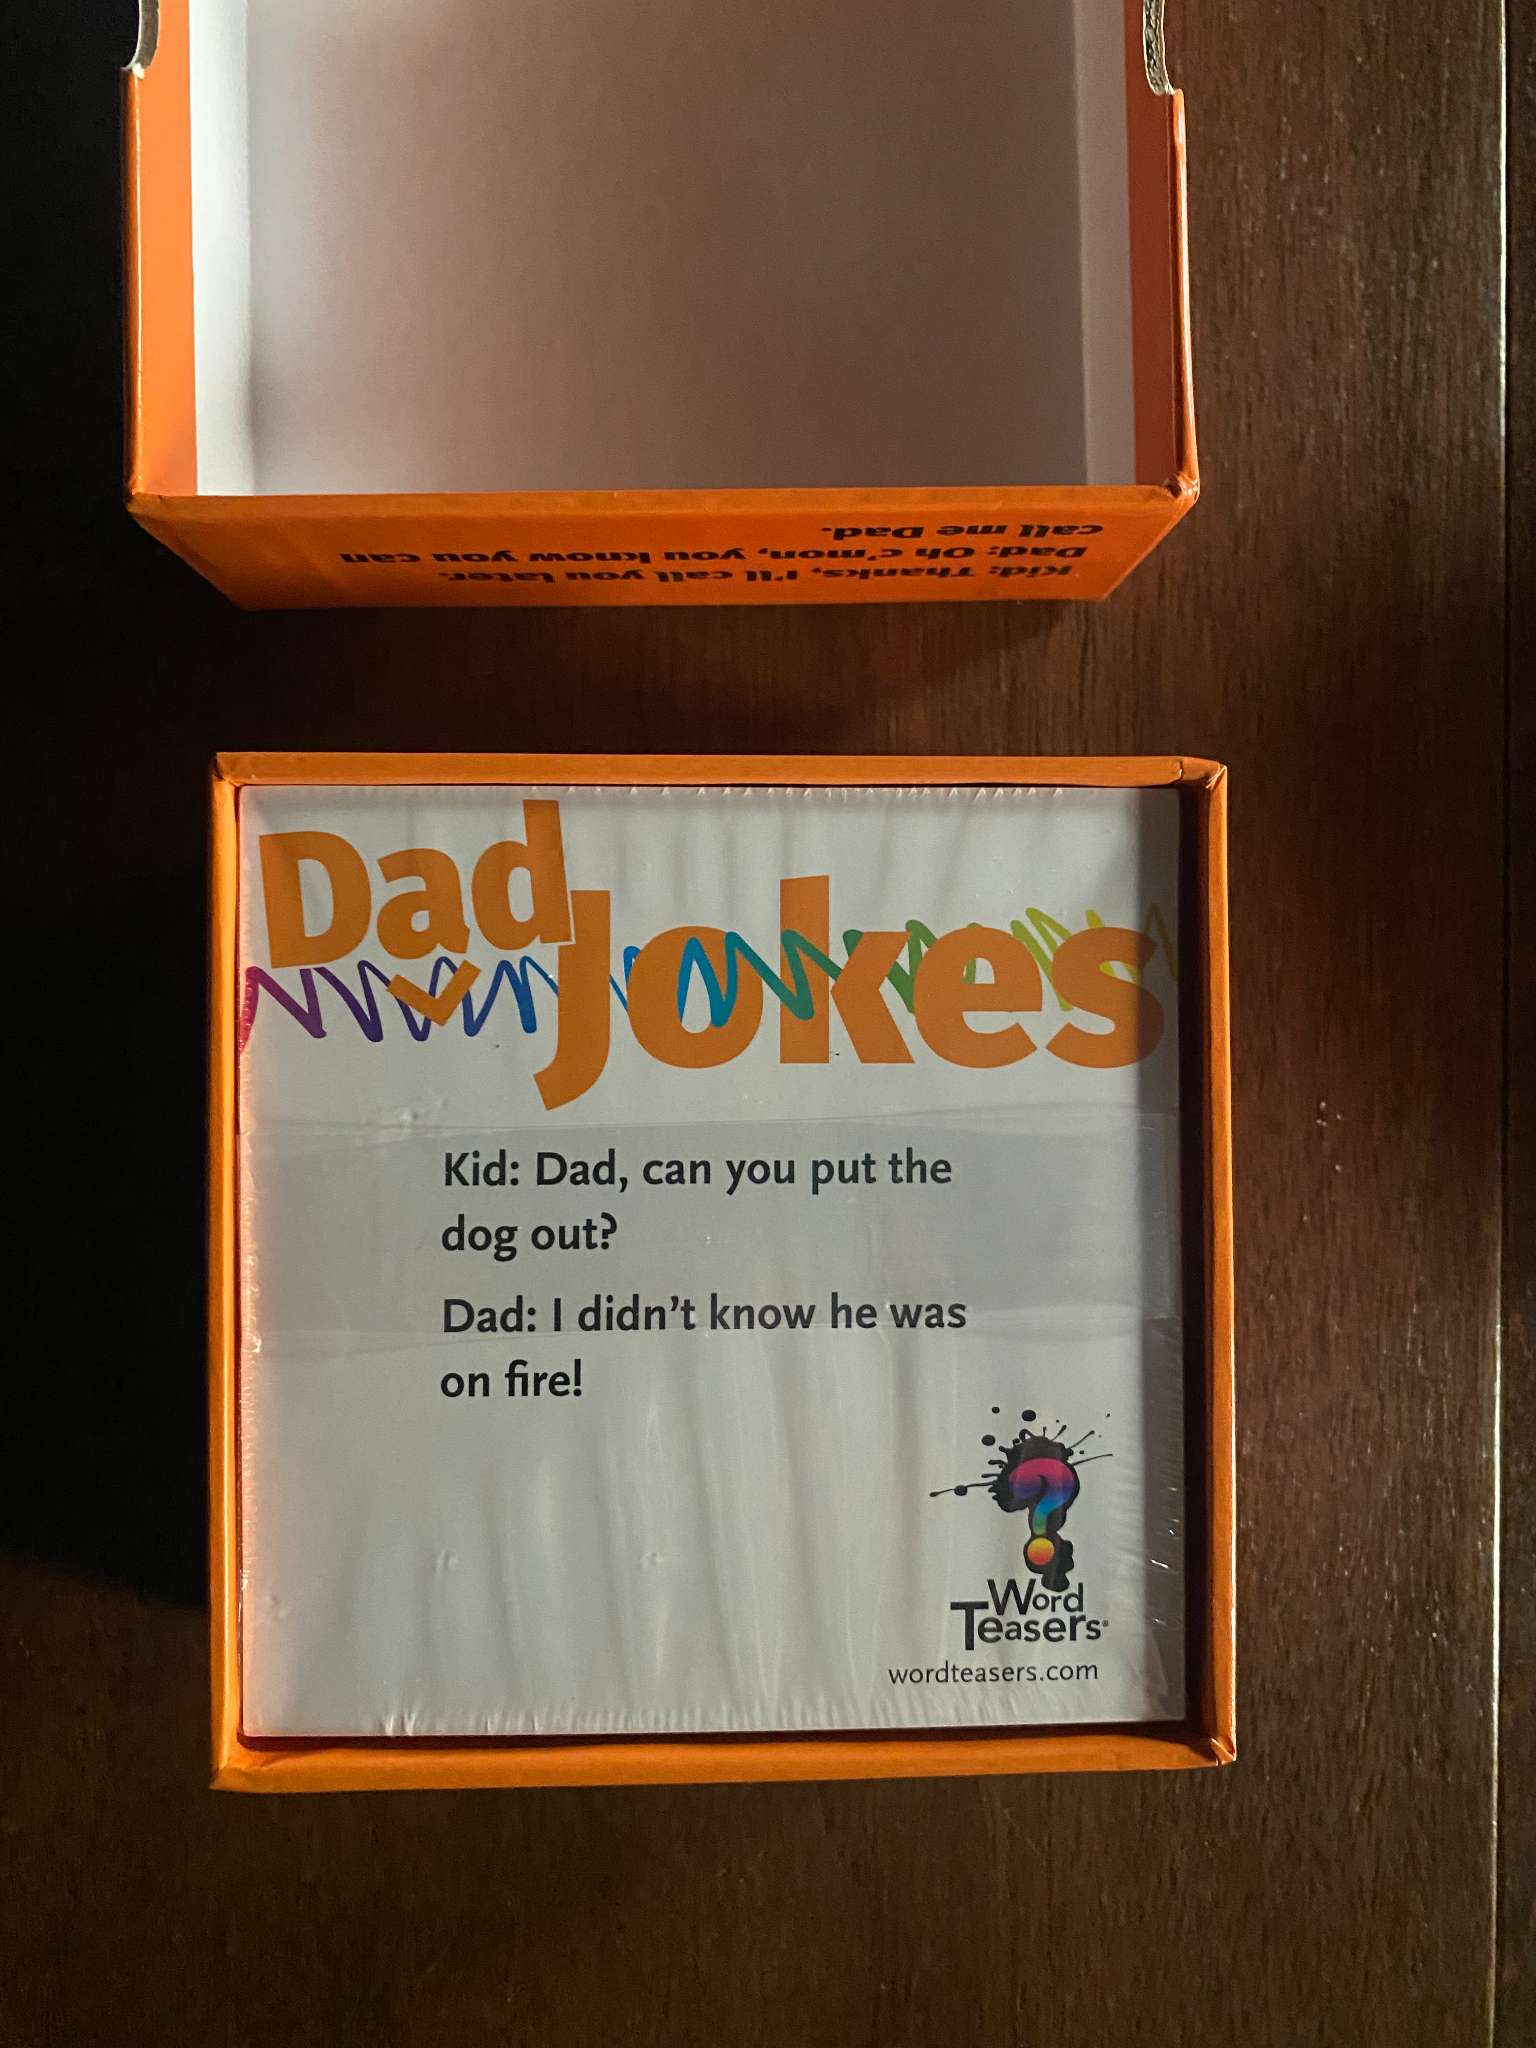 Kid: Thanks, I'll call you later.
Dad: Oh c'mon, you know you can
call me Dad.
Dad
Jokes
Kid: Dad, can you put the
dog out?
Dad: I didn't know he was
on fire!
?
Word
Teasers®
wordteasers.com